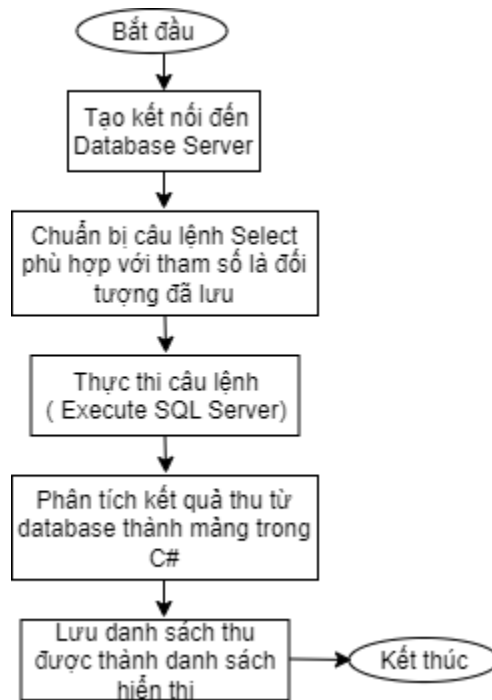 Bắt đầu
Tạo kết nối đến
Database Server
Chuẩn bị câu lệnh Select
phù hợp với tham số là đối
tượng đã lưu
Thực thi câu lệnh
( Execute SQL Server)
Phân tích kết quả thu từ
database thành mảng trong
C#
Lưu danh sách thu
được thành danh sách
hiển thị
Kết thúc